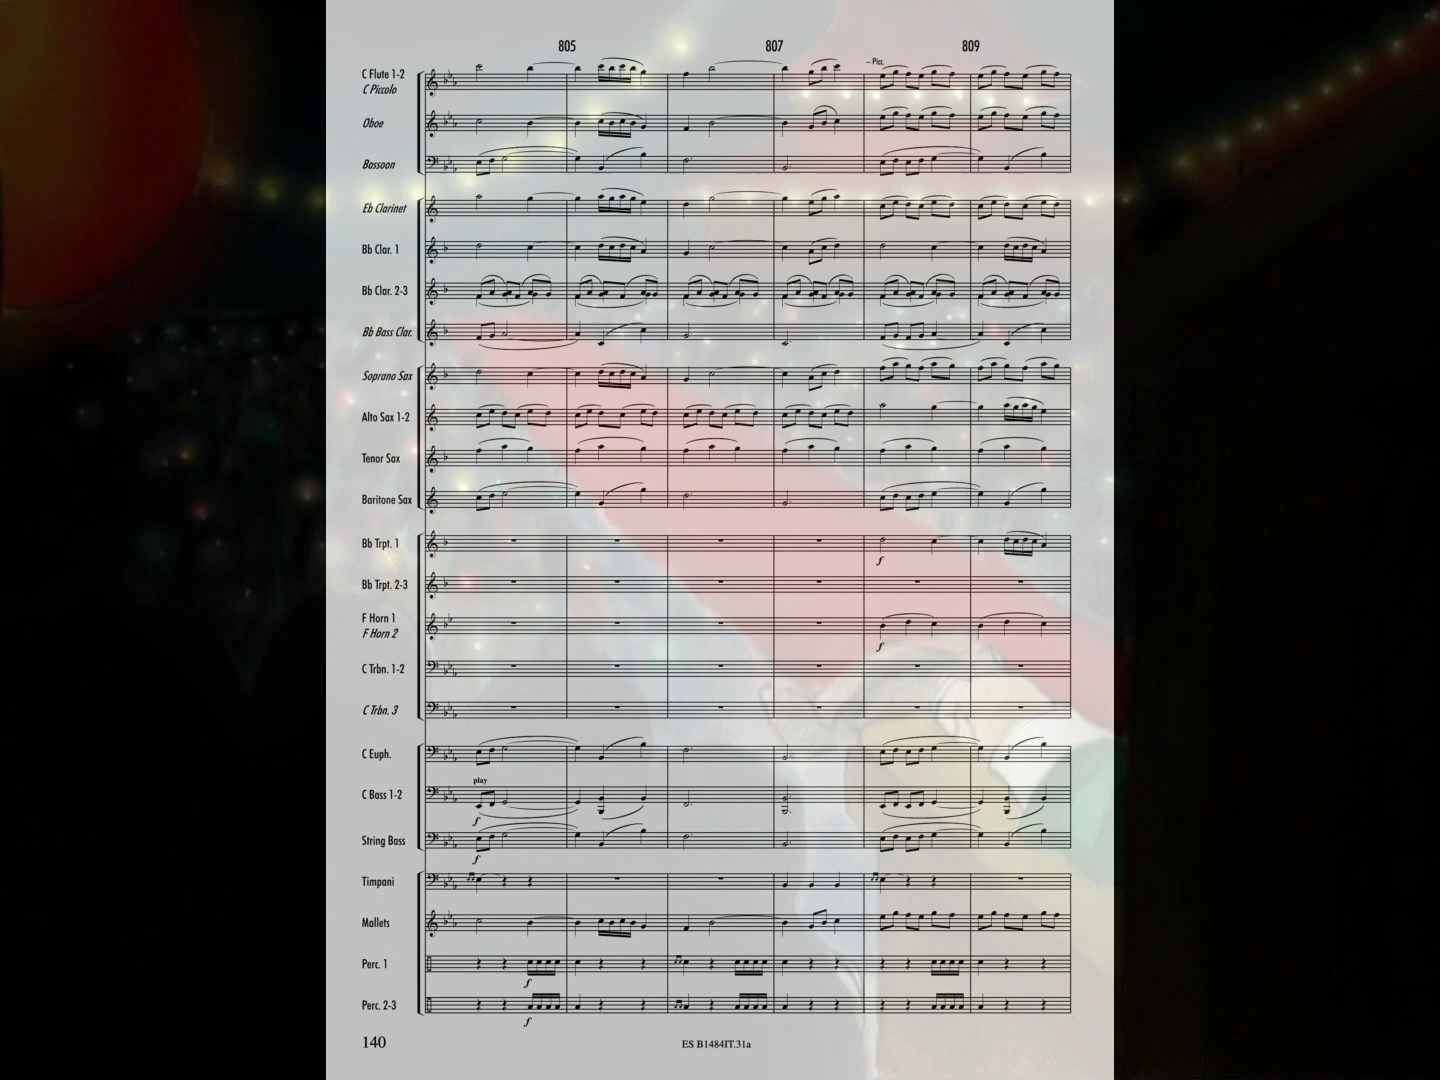 805 807 809
C Flute 1-2
C Piccolo
– Picc.
Oboe
Bassoon
Eb Clarinet
Bb Clar. 1
Bb Clar. 2-3
Bb Bass Clar.
Soprano Sax
Alto Sax 1-2
Tenor Sax
Baritone Sax
Bb Trpt. 1
f
Bb Trpt. 2-3
F Horn 1
F Horn 2
f
C Trbn. 1-2
C Trbn. 3
C Euph.
play
C Bass 1-2
f
String Bass
f
Timpani
Mallets
Perc. 1
f
Perc. 2-3
f
140 ES B1484IT.31a